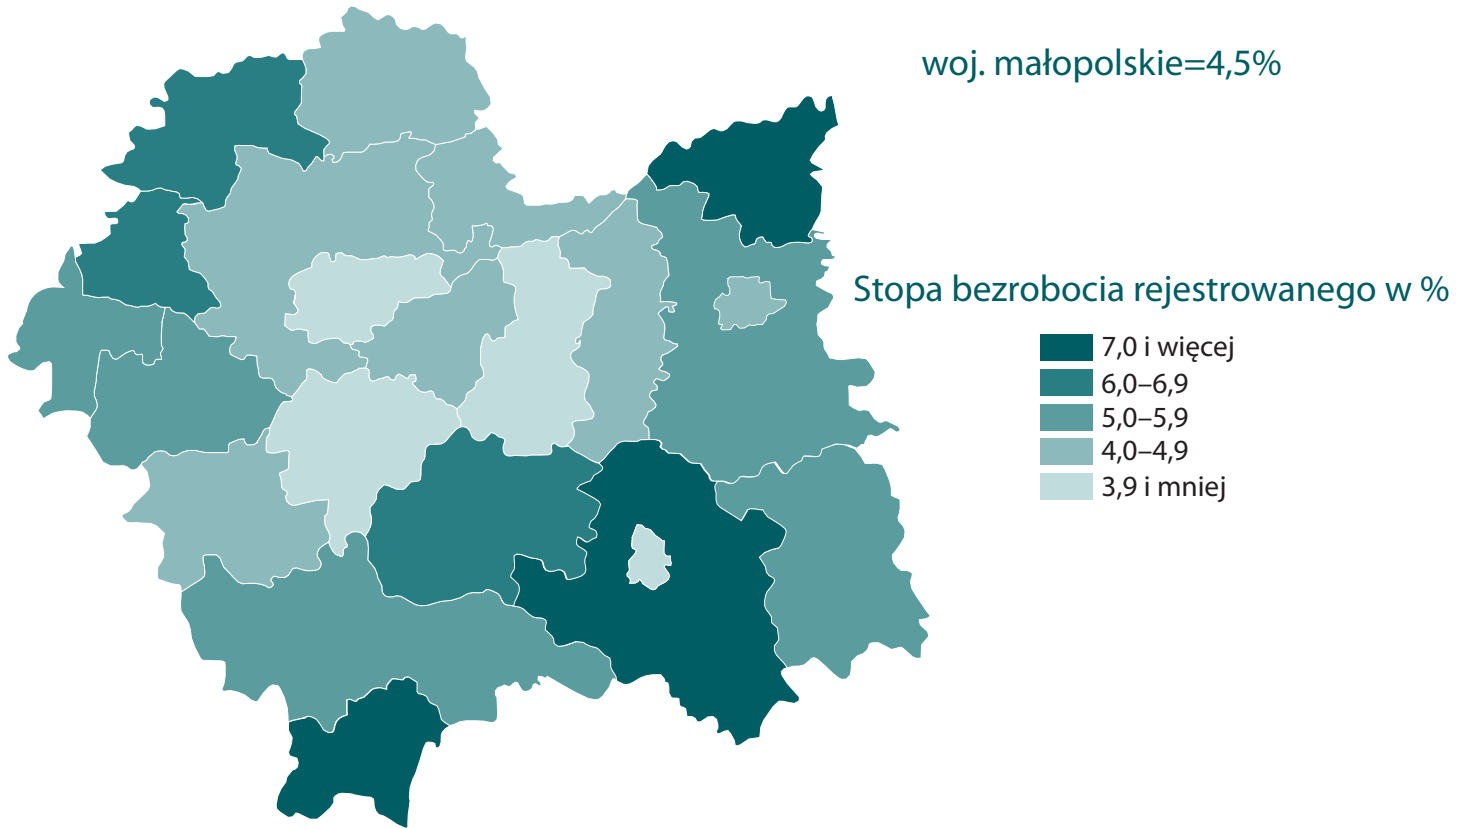 woj. małopolskie=4,5%
Stopa bezrobocia rejestrowanego w %
7,0 i więcej
6,0–6,9
5,0–5,9
4,0–4,9
3,9 i mniej